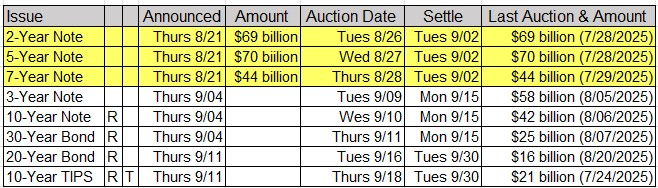 Issue Announced Amount Auction Date Settle Last Auction & Amount
2-Year Note Thurs 8/21 $69 billion Tues 8/26 Tues 9/02 $69 billion (7/28/2025)
5-Year Note Thurs 8/21 $70 billion Wed 8/27 Tues 9/02 $70 billion (7/28/2025)
7-Year Note Thurs 8/21 $44 billion Thurs 8/28 Tues 9/02 $44 billion (7/29/2025)
3-Year Note Thurs 9/04 Tues 9/09 Mon 9/15 $58 billion (8/05/2025)
10-Year Note R Thurs 9/04 Wes 9/10 Mon 9/15 $42 billion (8/06/2025)
30-Year Bond R Thurs 9/04 Thurs 9/11 Mon 9/15 $25 billion (8/07/2025)
20-Year Bond R Thurs 9/11 Tues 9/16 Tues 9/30 $16 billion (8/20/2025)
10-Year TIPS R T Thurs 9/11 Thurs 9/18 Tues 9/30 $21 billion (7/24/2025)